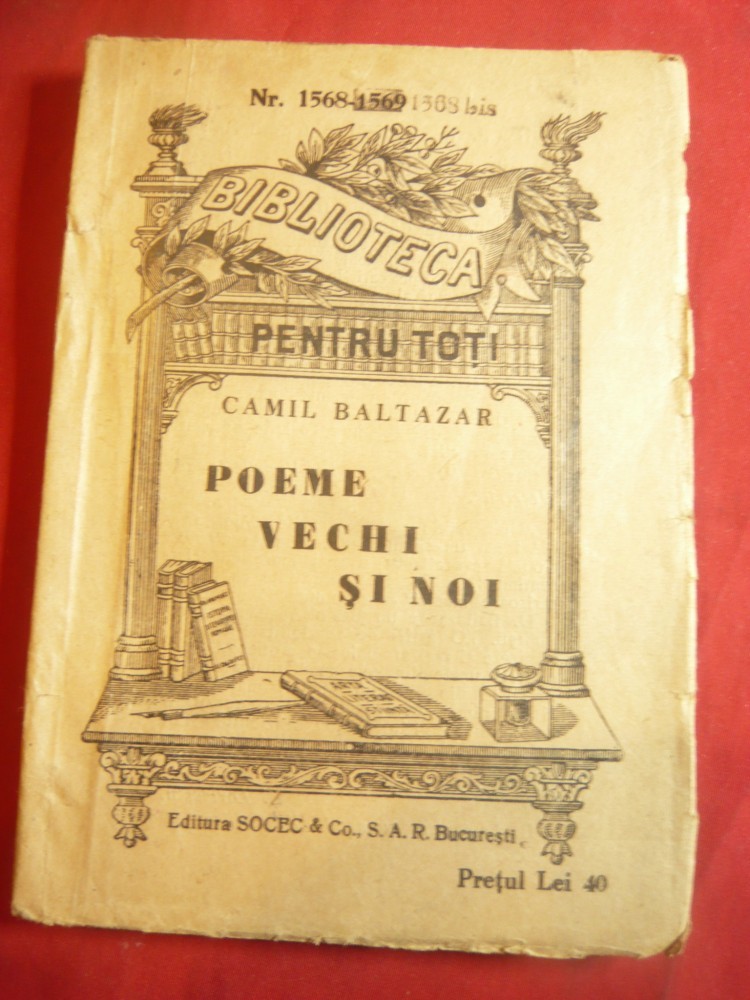 Nr. 1568-1569 1568 bis
BIBLIOTECA
PENTRU TOȚI
CAMIL BALTAZAR
POEME
VECHI
ȘI NOI
Editura SOCEC & Co., S. A. R. București
Prețul Lei 40